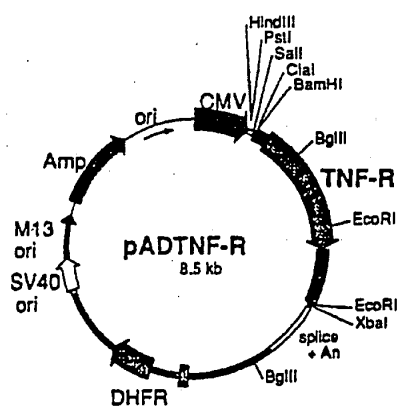 HindIII
PstI
SalI
ClaI
BamHI
CMV
ori
BglII
Amp
TNF-R
EcoRI
M13
ori
pADTNF-R
8.5 kb
SV40
ori
EcoRI
XbaI
splice
+ An
BglII
DHFR